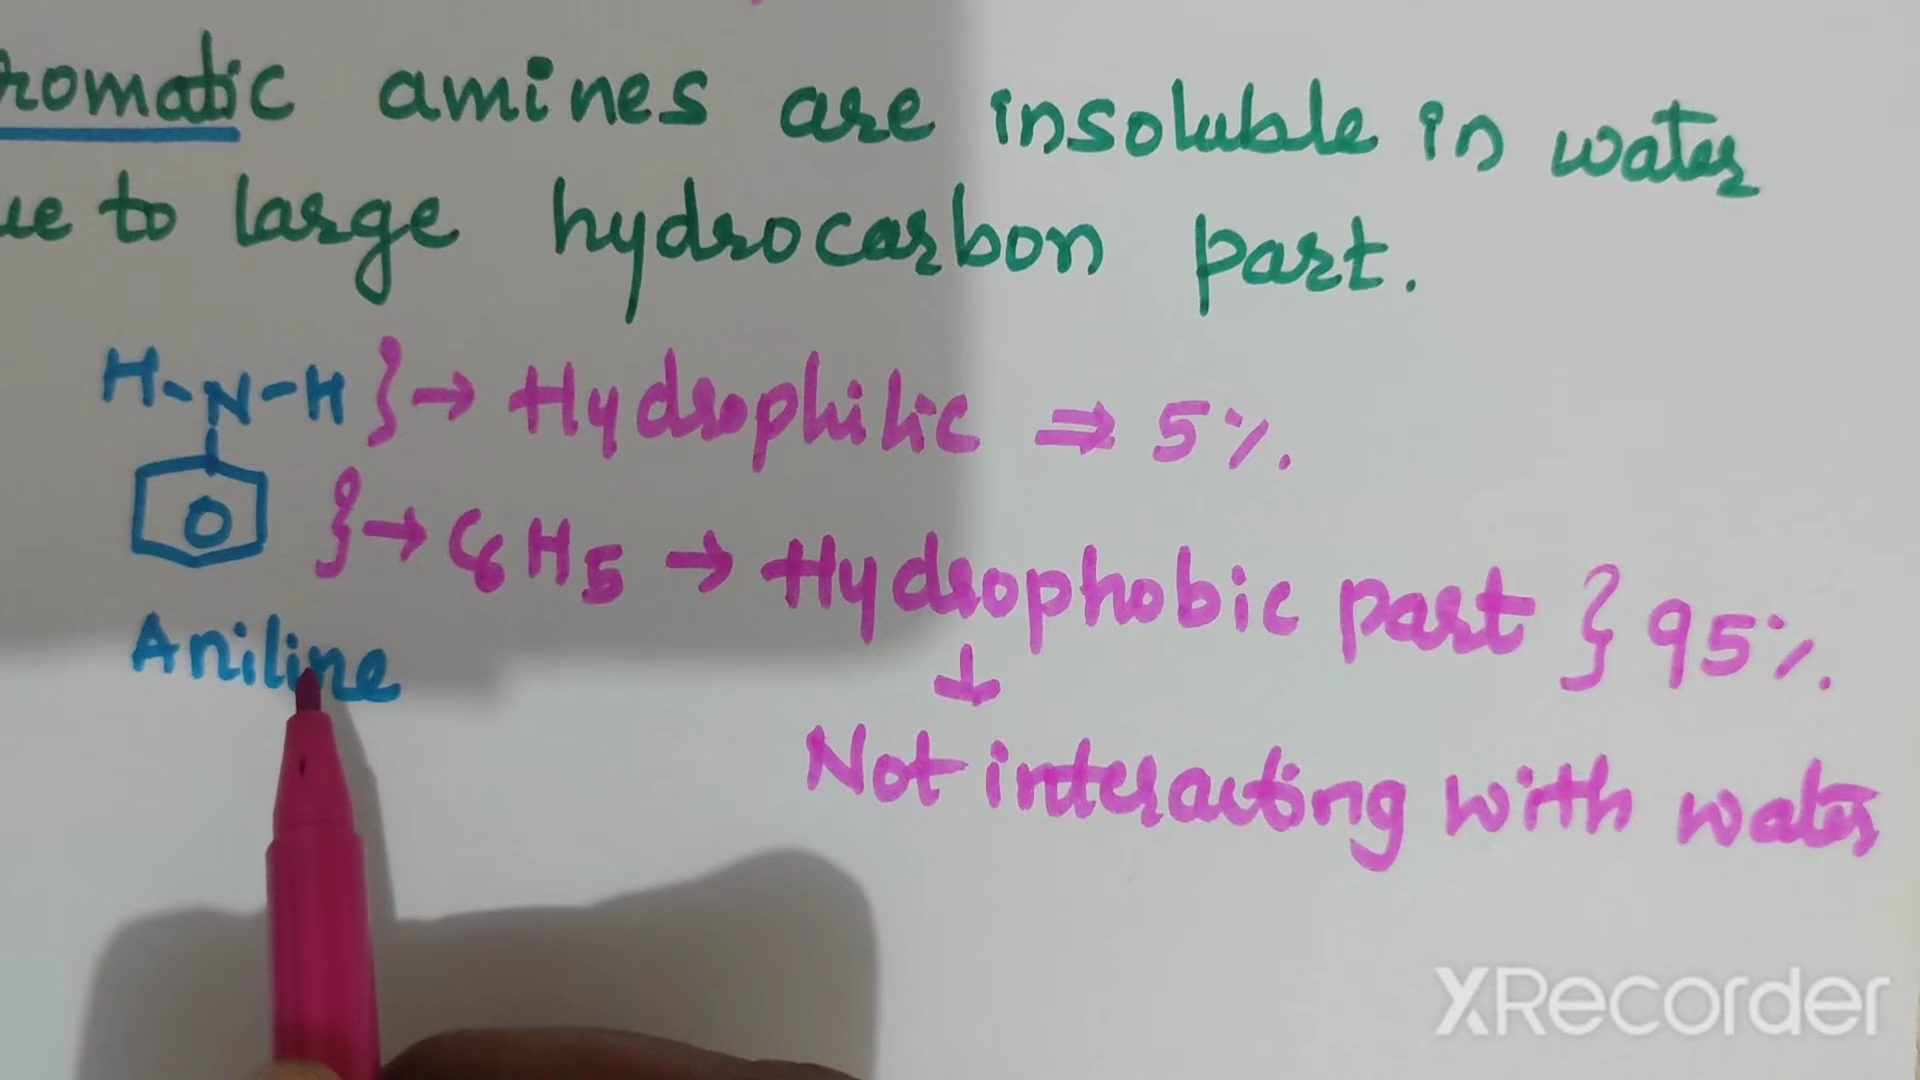 romatic amines are insoluble in water
ue to large hydrocarbon part.
H-N-H } → Hydrophilic ⇒ 5%.
} → C6H5 → Hydrophobic part } 95%.
Aniline
↓
Not interacting with water
XRecorder